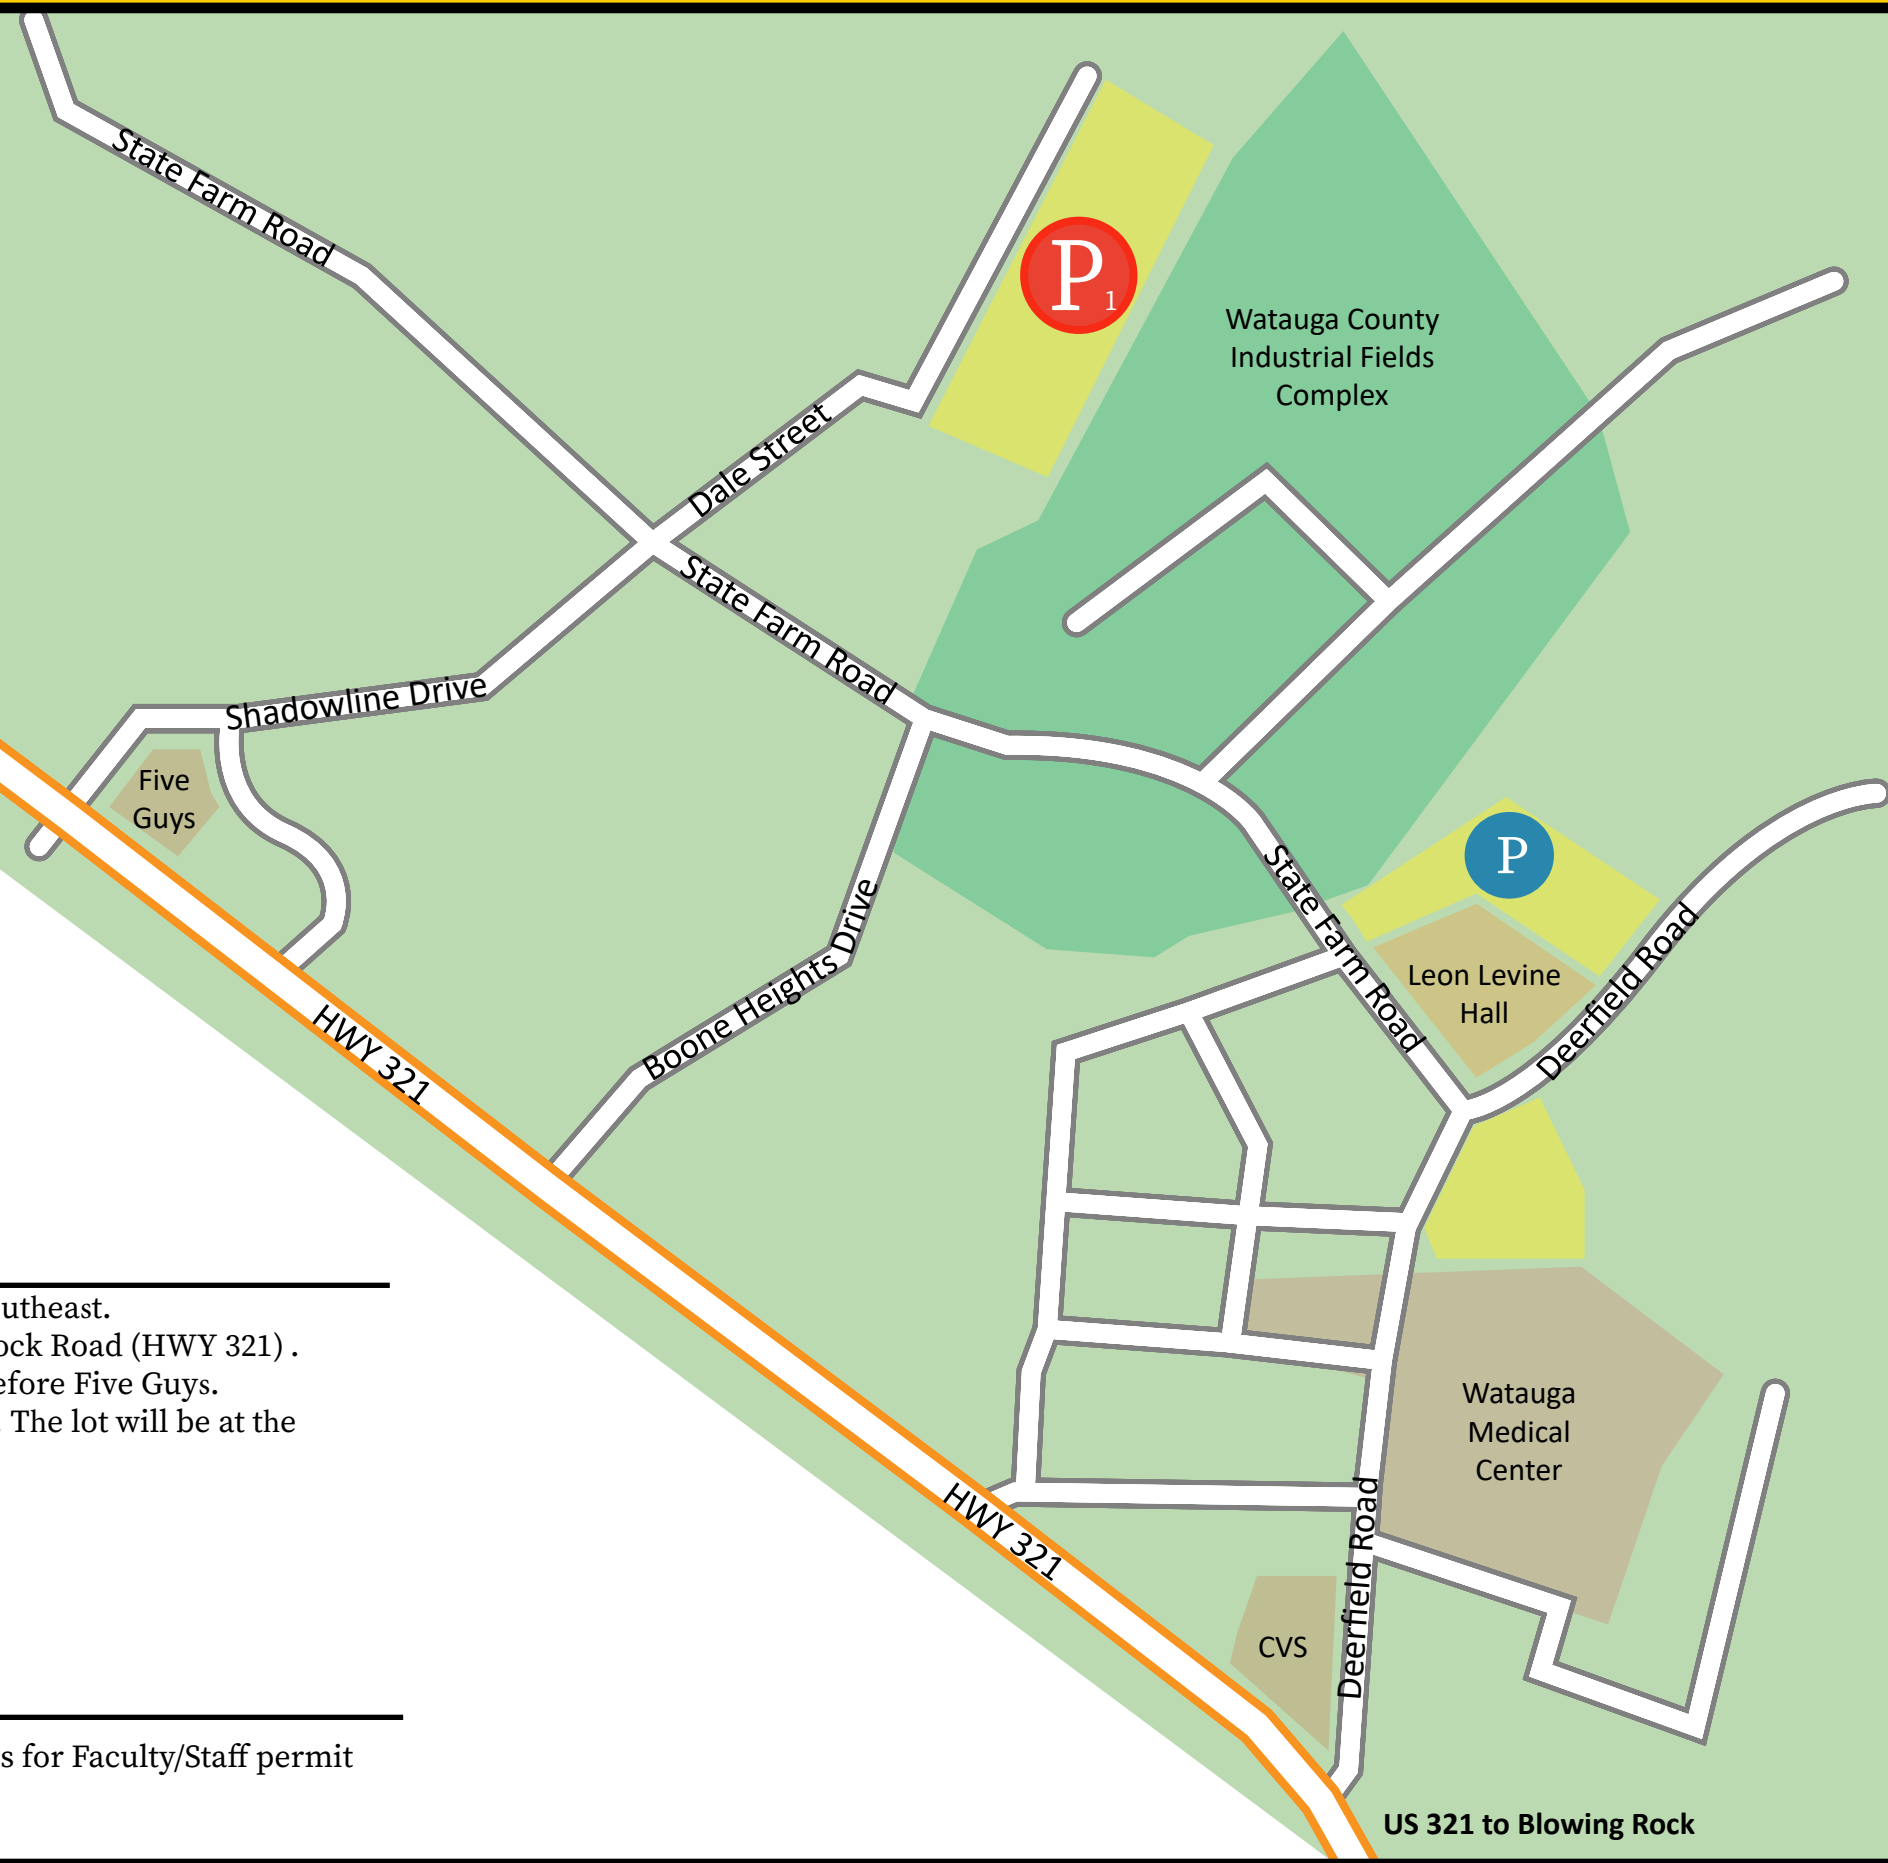 State Farm Road
P
1
Watauga County
Industrial Fields
Complex
Dale Street
State Farm Road
Shadowline Drive
Five
Guys
P
State Farm Road
Boone Heights Drive
Leon Levine
Hall
Deerfield Road
HWY 321
utheast.
ock Road (HWY 321) .
efore Five Guys.
. The lot will be at the
Watauga
Medical
Center
HWY 321
Deerfield Road
CVS
s for Faculty/Staff permit
US 321 to Blowing Rock